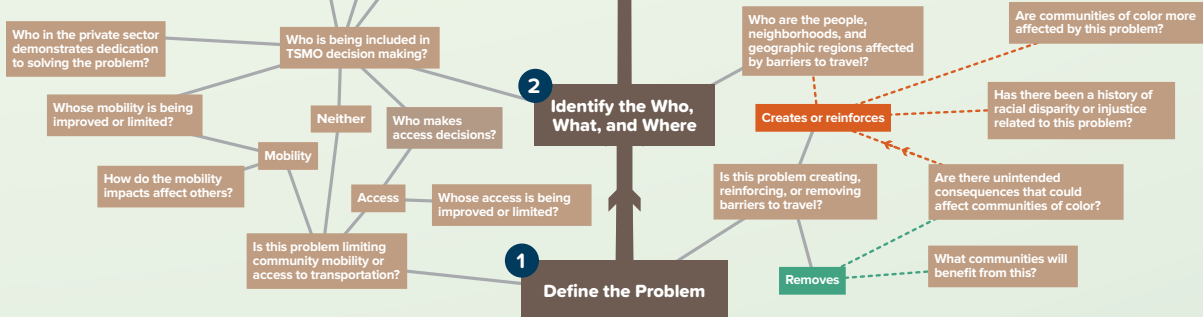 Who in the private sector
demonstrates dedication
to solving the problem?
Who is being included in
TSMO decision making?
Who are the people,
neighborhoods, and
geographic regions affected
by barriers to travel?
Are communities of color more
affected by this problem?
Whose mobility is being
improved or limited?
Neither
Who makes
access decisions?
2
Identify the Who,
What, and Where
Creates or reinforces
Has there been a history of
racial disparity or injustice
related to this problem?
Mobility
How do the mobility
impacts affect others?
Access
Whose access is being
improved or limited?
Is this problem creating,
reinforcing, or removing
barriers to travel?
Are there unintended
consequences that could
affect communities of color?
Is this problem limiting
community mobility or
access to transportation?
1
Define the Problem
Removes
What communities will
benefit from this?